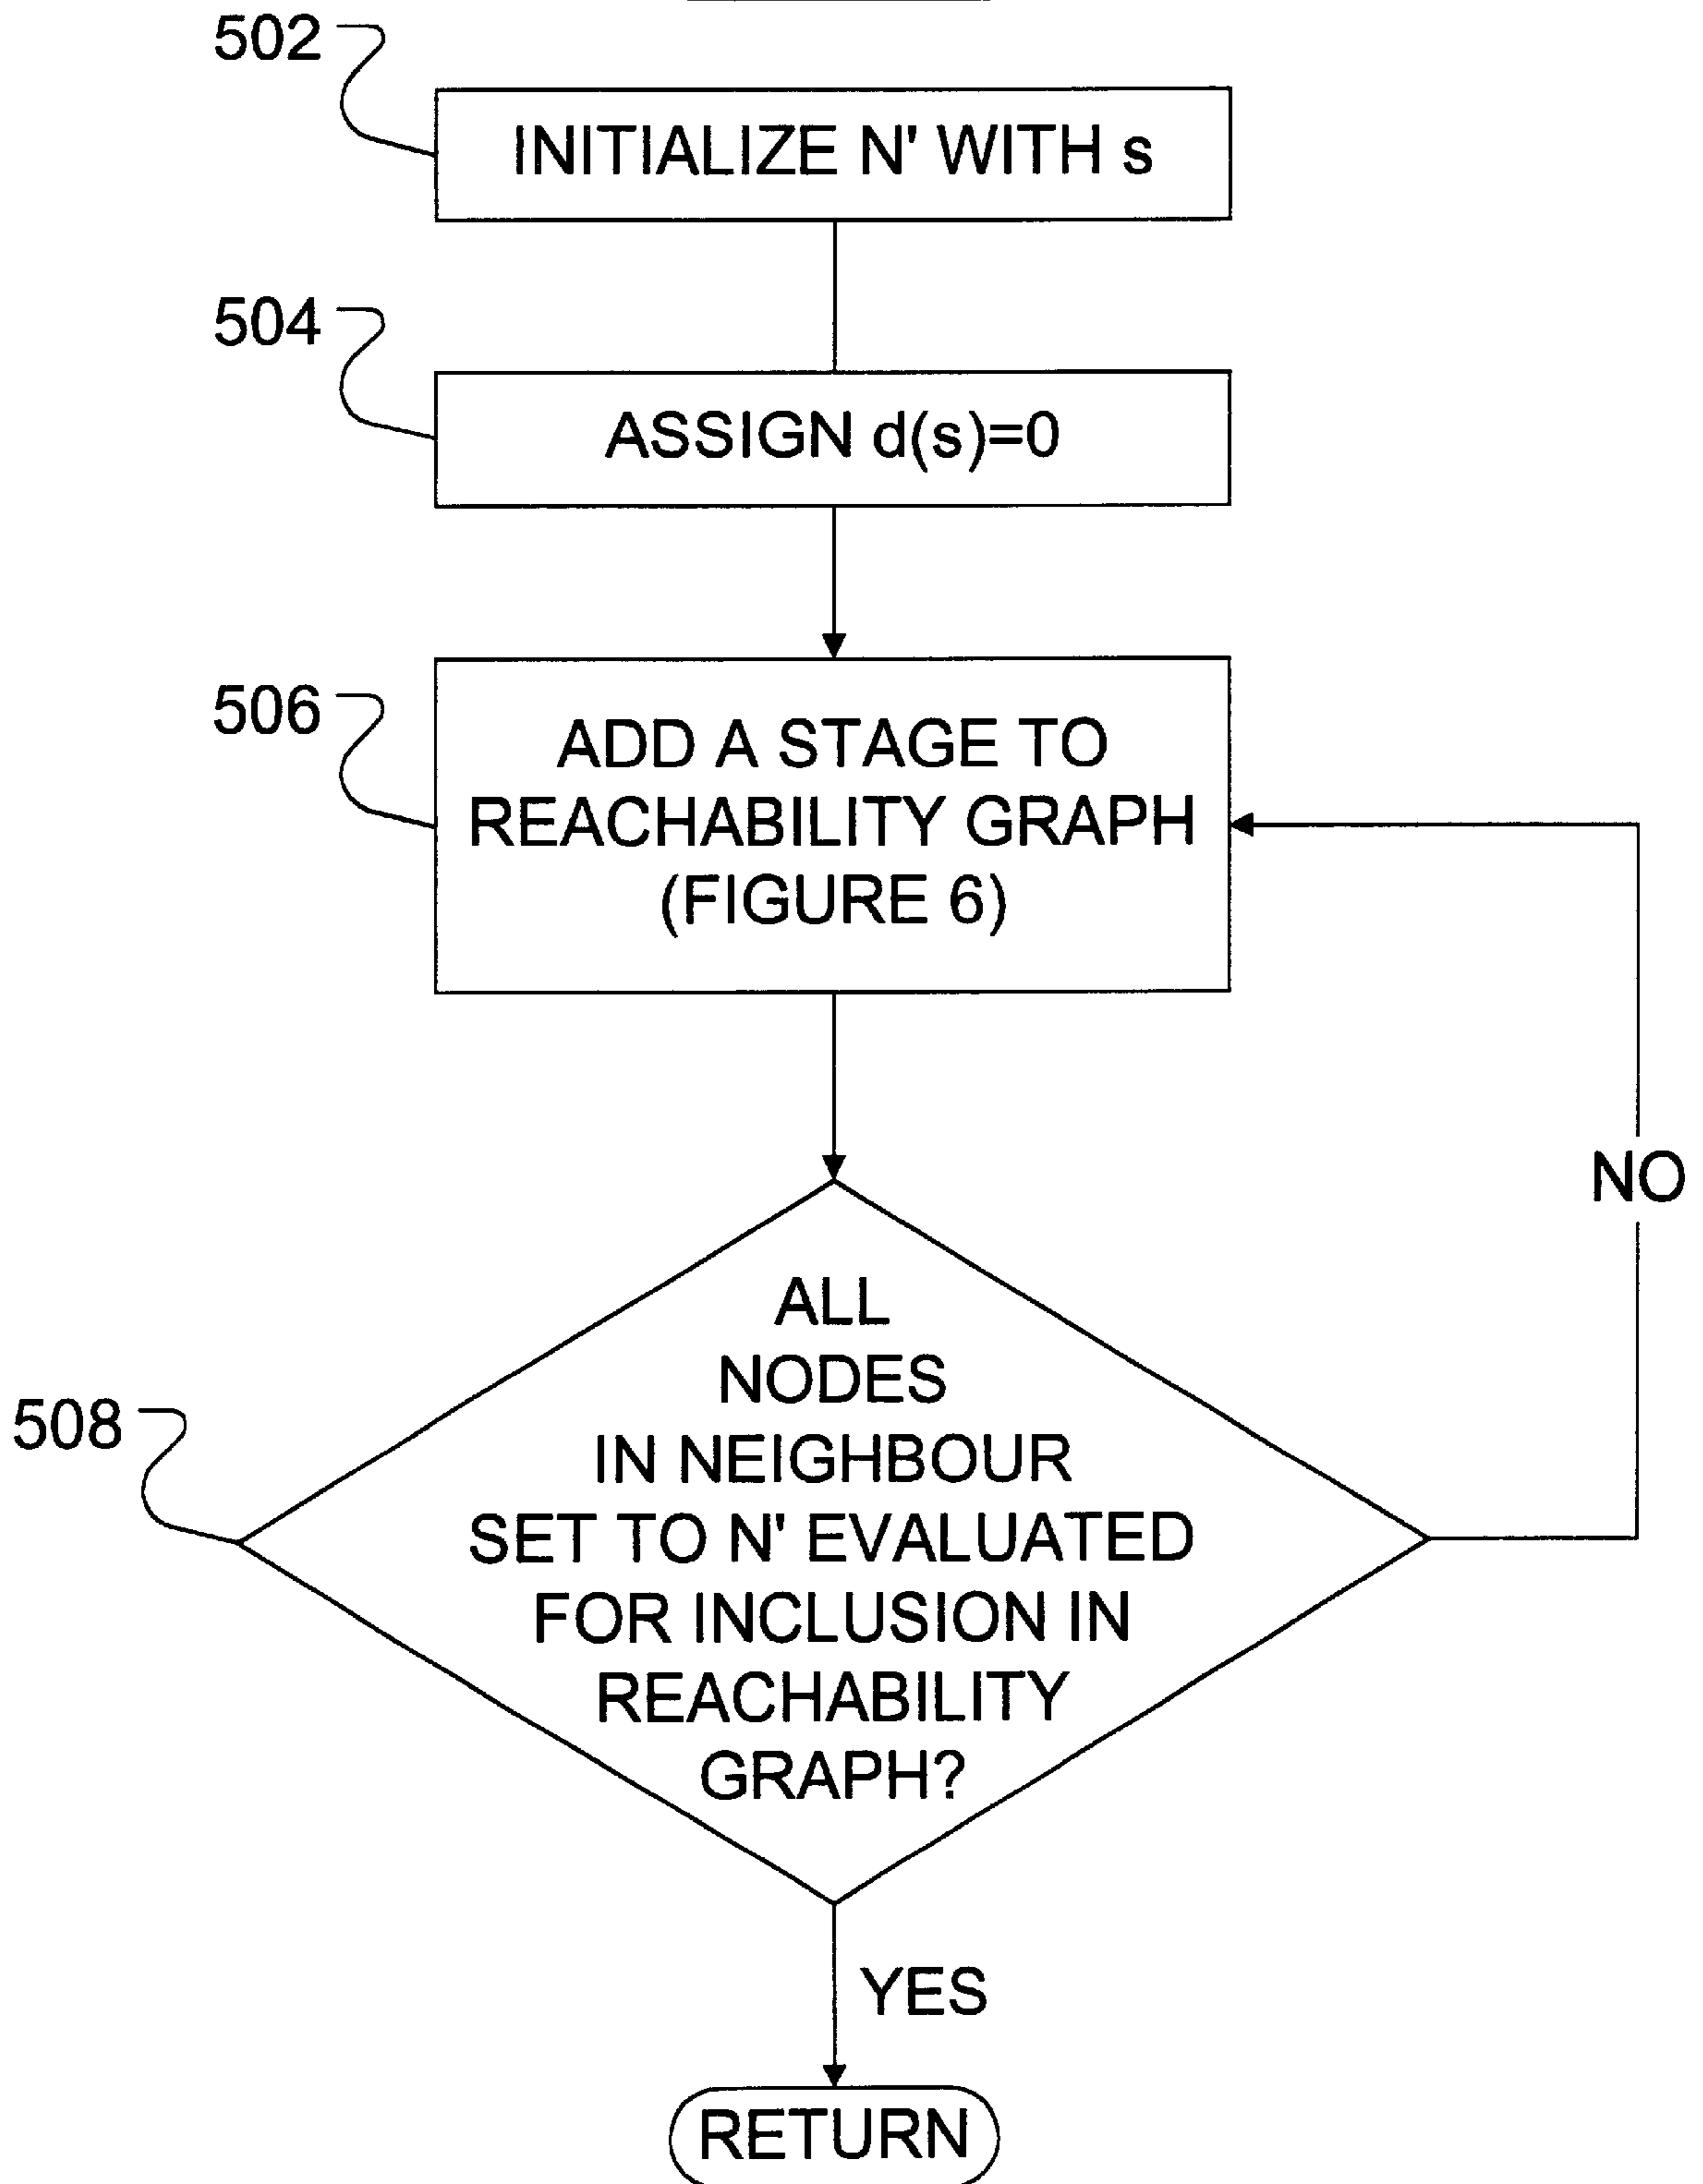 502
INITIALIZE N' WITH s
504
ASSIGN d(s)=0
506
ADD A STAGE TO
REACHABILITY GRAPH
(FIGURE 6)
NO
508
ALL
NODES
IN NEIGHBOUR
SET TO N' EVALUATED
FOR INCLUSION IN
REACHABILITY
GRAPH?
YES
RETURN